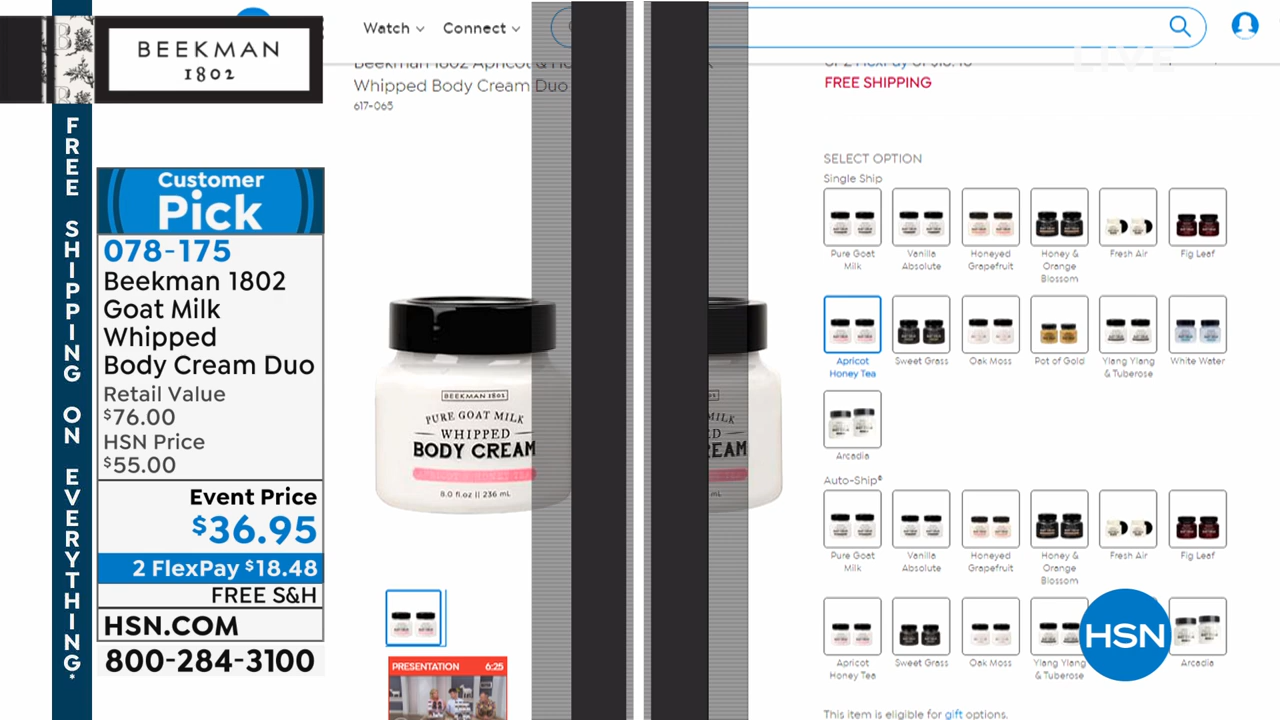 BEEKMAN
1802
FREE SHIPPING ON EVERYTHING.*
Customer
Pick
078-175
Beekman 1802
Goat Milk
Whipped
Body Cream Duo
Retail Value
$76.00
HSN Price
$55.00
Event Price
$36.95
2 FlexPay $18.48
FREE S&H
HSN.COM
800-284-3100
Watch
Connect
Beekman 1802 Apricot &
Whipped Body Cream Duo
617-065
BEEKMAN 1802
PURE GOAT MILK
WHIPPED
BODY CREAM
8.0 fl.oz || 236 mL
PRESENTATION 6:25
LIVE
FREE SHIPPING
SELECT OPTION
Single Ship
Pure Goat Milk
Vanilla Absolute
Honeyed Grapefruit
Honey & Orange Blossom
Fresh Air
Fig Leaf
Apricot Honey Tea
Sweet Grass
Oak Moss
Pot of Gold
Ylang Ylang & Tuberose
White Water
Arcadia
Auto-Ship®
Pure Goat Milk
Vanilla Absolute
Honeyed Grapefruit
Honey & Orange Blossom
Fresh Air
Fig Leaf
Apricot Honey Tea
Sweet Grass
Oak Moss
Ylang Ylang & Tuberose
Arcadia
HSN
This item is eligible for gift options.